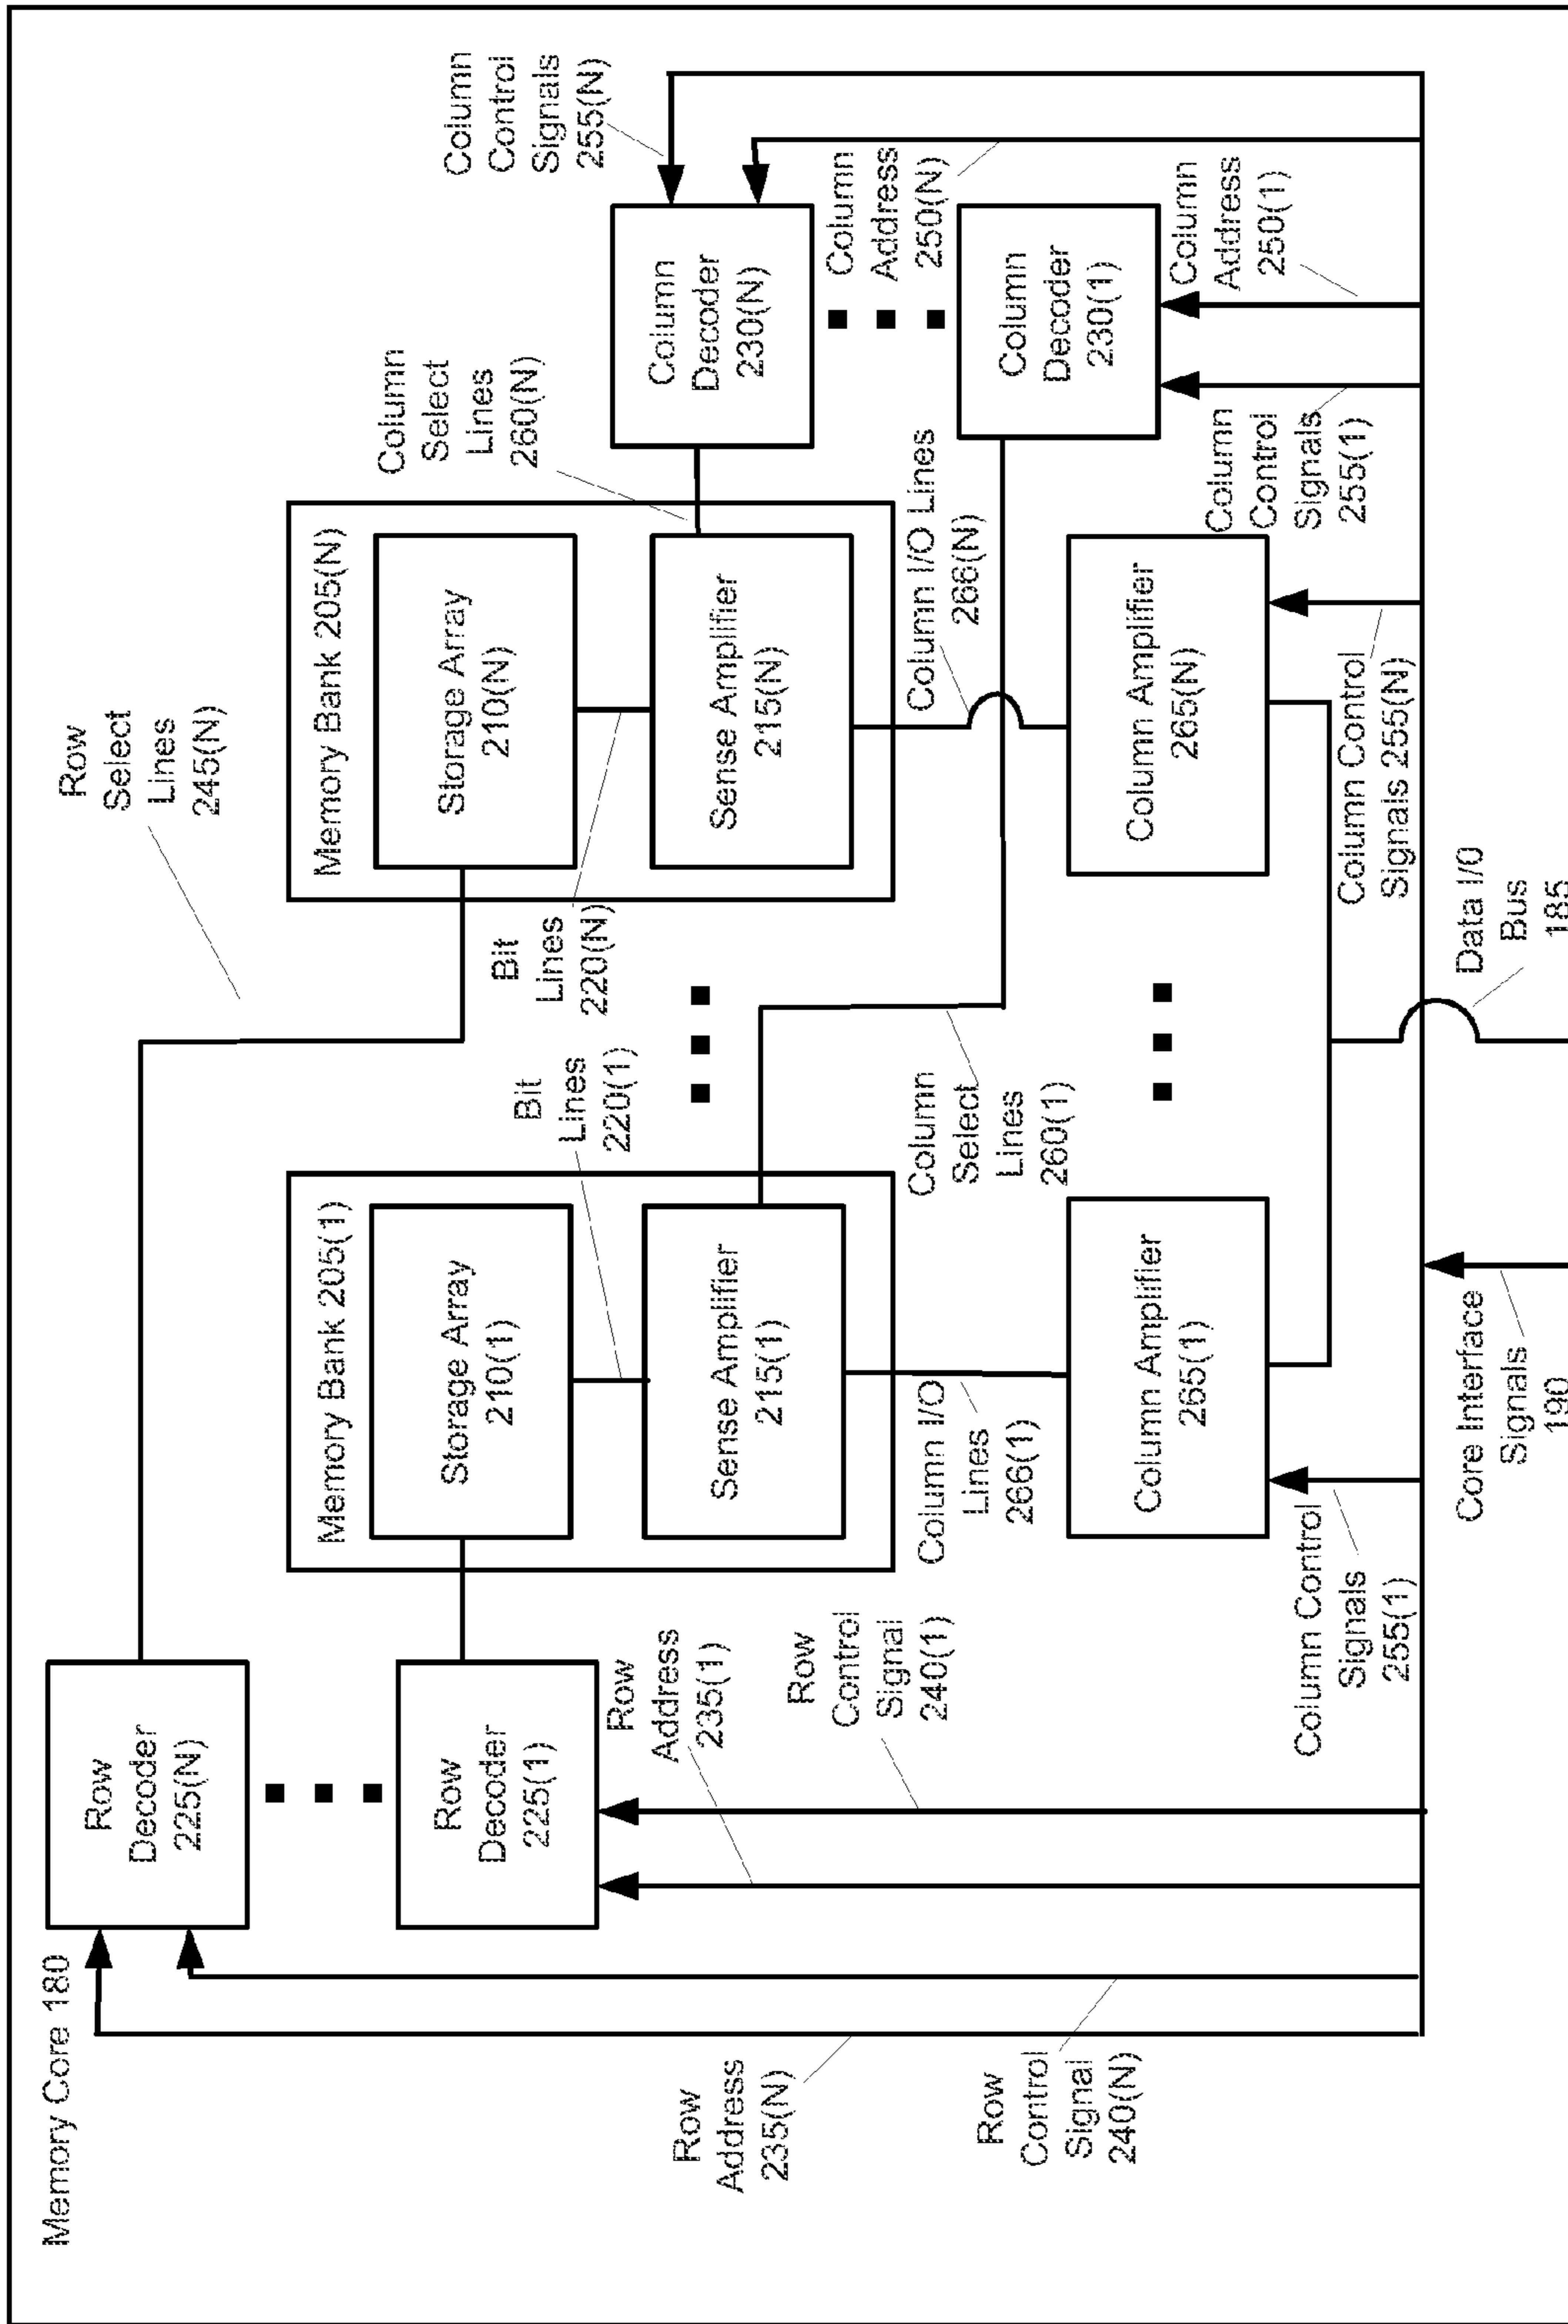 Memory Core 180
Row
Decoder
225(N)
Row
Select
Lines
245(N)
Row
Decoder
225(1)
Memory Bank 205(1)
Storage Array
210(1)
Sense Amplifier
215(1)
Bit
Lines
220(1)
Bit
Lines
220(N)
Memory Bank 205(N)
Storage Array
210(N)
Sense Amplifier
215(N)
Column
Select
Lines
260(N)
Column
Control
Signals
255(N)
Column
Decoder
230(N)
Column
Address
250(N)
Column
Decoder
230(1)
Column
Address
250(1)
Column
Control
Signals
255(1)
Row
Address
235(N)
Row
Control
Signal
240(N)
Row
Address
235(1)
Row
Control
Signal
240(1)
Column I/O
Lines
266(1)
Column
Select
Lines
260(1)
Column I/O Lines
266(N)
Column Amplifier
265(1)
Column Amplifier
265(N)
Column Control
Signals
255(1)
Column Control
Signals 255(N)
Core Interface
Signals
190
Data I/O
Bus
185